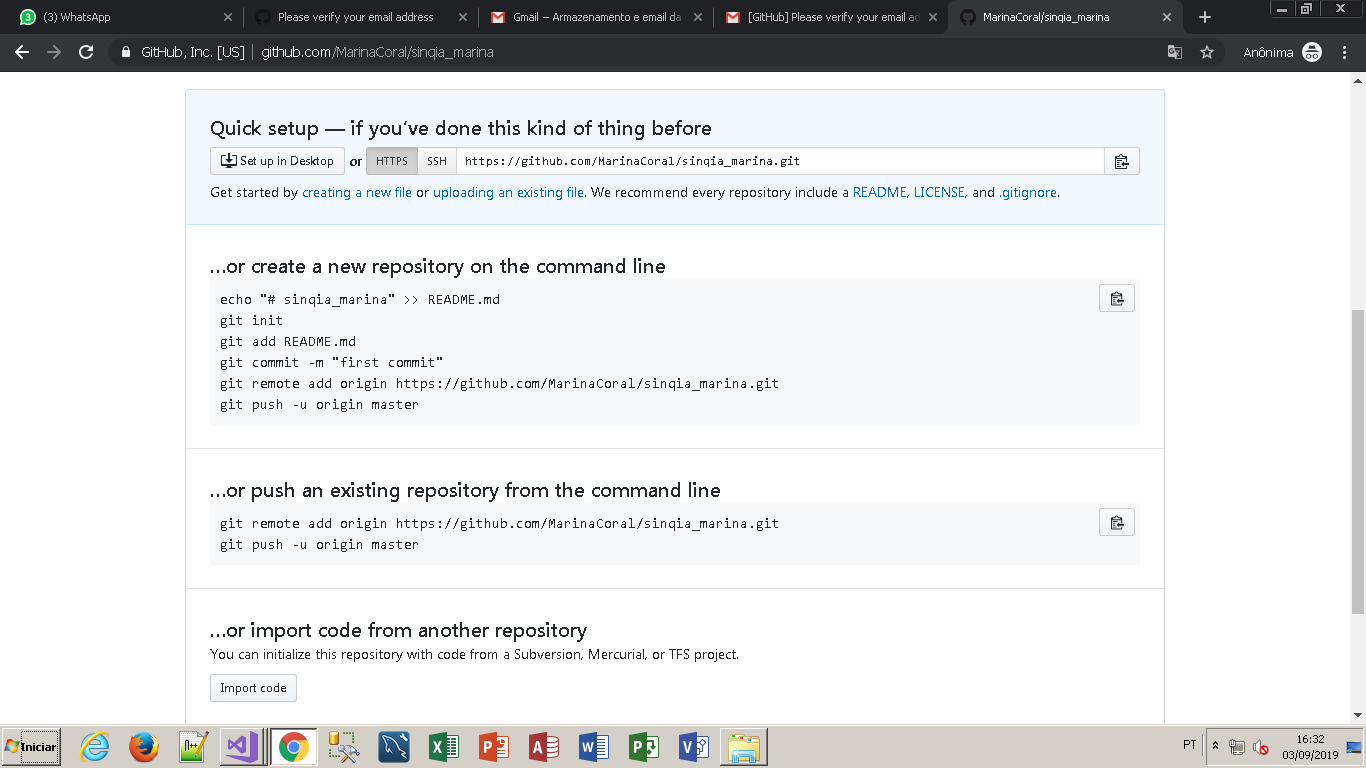 (3) WhatsApp
Please verify your email address
Gmail – Armazenamento e email da
[GitHub] Please verify your email ad
MarinaCoral/sinqia_marina
GitHub, Inc. [US] github.com/MarinaCoral/sinqia_marina
Anônima
Quick setup — if you've done this kind of thing before
Set up in Desktop or HTTPS SSH https://github.com/MarinaCoral/sinqia_marina.git
Get started by creating a new file or uploading an existing file. We recommend every repository include a README, LICENSE, and .gitignore.
…or create a new repository on the command line
echo "# sinqia_marina" >> README.md
git init
git add README.md
git commit -m "first commit"
git remote add origin https://github.com/MarinaCoral/sinqia_marina.git
git push -u origin master
…or push an existing repository from the command line
git remote add origin https://github.com/MarinaCoral/sinqia_marina.git
git push -u origin master
…or import code from another repository
You can initialize this repository with code from a Subversion, Mercurial, or TFS project.
Import code
Iniciar
PT
16:32
03/09/2019